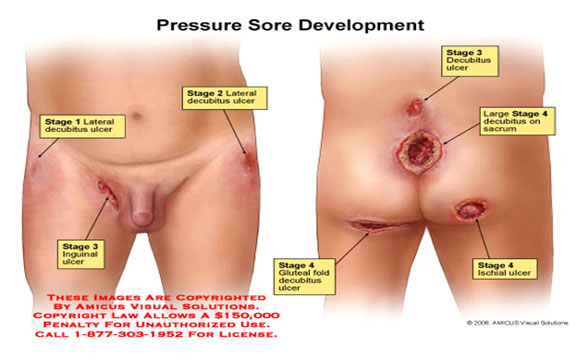 Pressure Sore Development
Stage 1 Lateral
decubitus ulcer
Stage 2 Lateral
decubitus ulcer
Stage 3
Inguinal
ulcer
Stage 3
Decubitus
ulcer
Large Stage 4
decubitus on
sacrum
Stage 4
Gluteal fold
decubitus
ulcer
Stage 4
Ischial ulcer
These Images Are Copyrighted
By Amicus Visual Solutions.
Copyright Law Allows A $150,000
Penalty For Unauthorized Use.
Call 1-877-303-1952 For License.
© 2006, AMICUS Visual Solutions